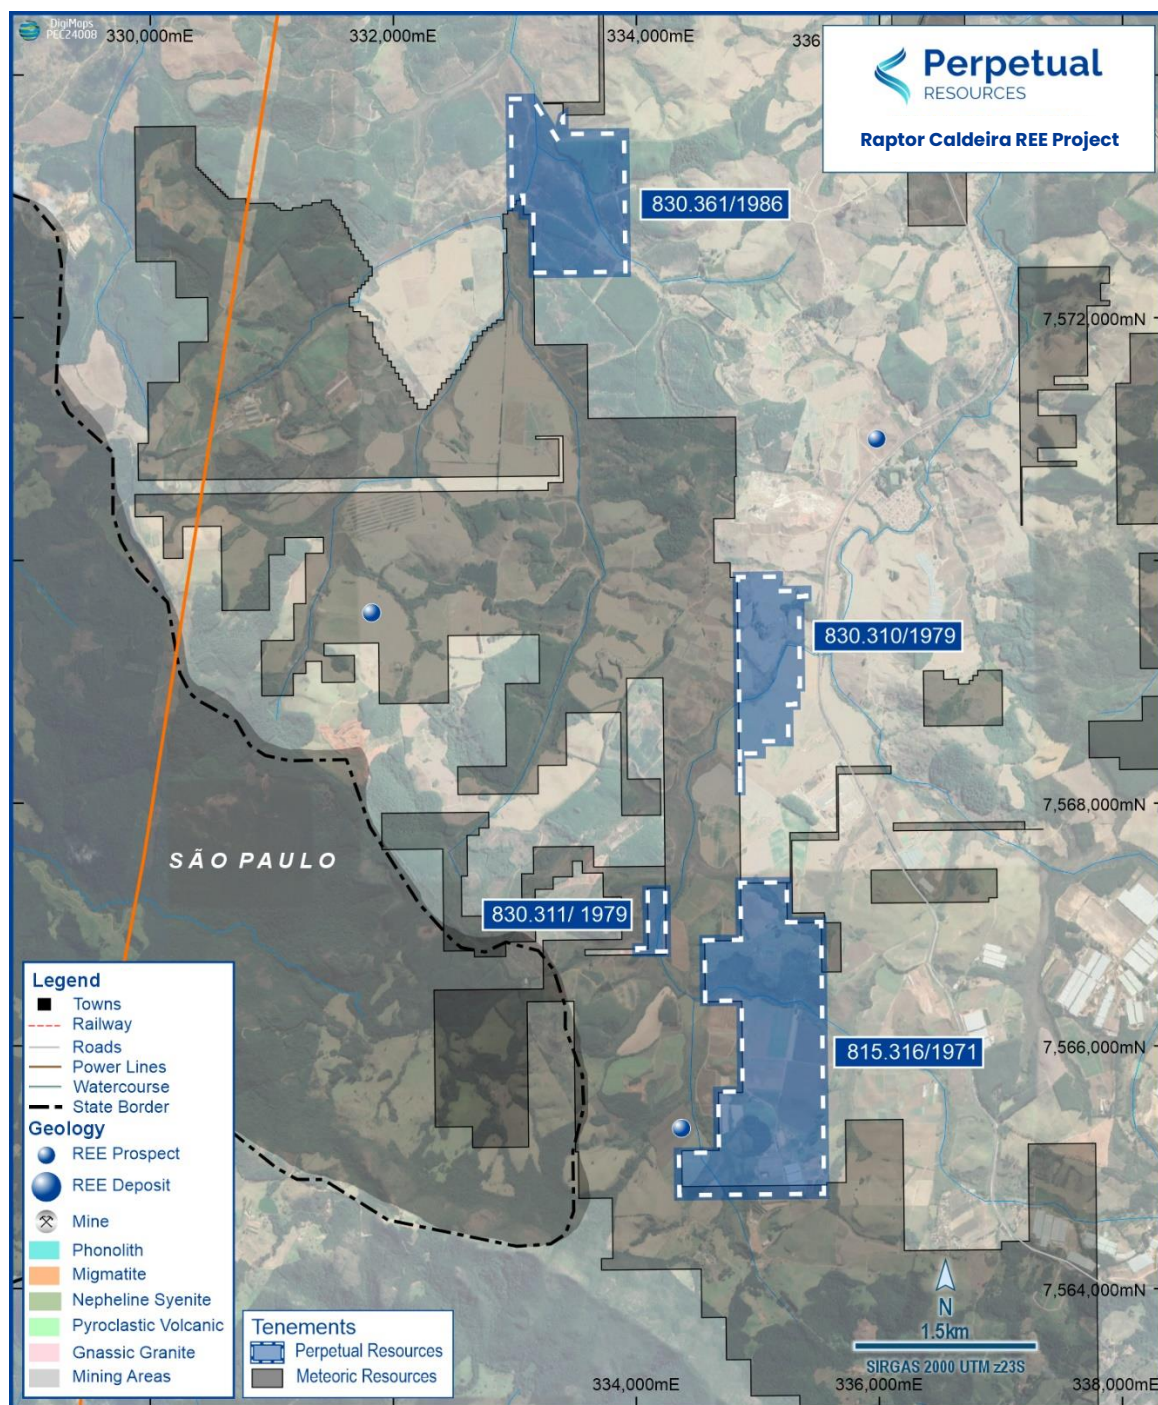 DigiMaps
PEC24008
330,000mE
332,000mE
334,000mE
336
Perpetual
RESOURCES
Raptor Caldeira REE Project
830.361/1986
7,572,000mN
830.310/1979
7,568,000mN
SÃO PAULO
830.311/ 1979
815.316/1971
7,566,000mN
Legend
Towns
Railway
Roads
Power Lines
Watercourse
State Border
Geology
REE Prospect
REE Deposit
Mine
Phonolith
Migmatite
Nepheline Syenite
Pyroclastic Volcanic
Gnassic Granite
Mining Areas
Tenements
Perpetual Resources
Meteoric Resources
7,564,000mN
N
1.5km
SIRGAS 2000 UTM z23S
334,000mE
336,000mE
338,000mE